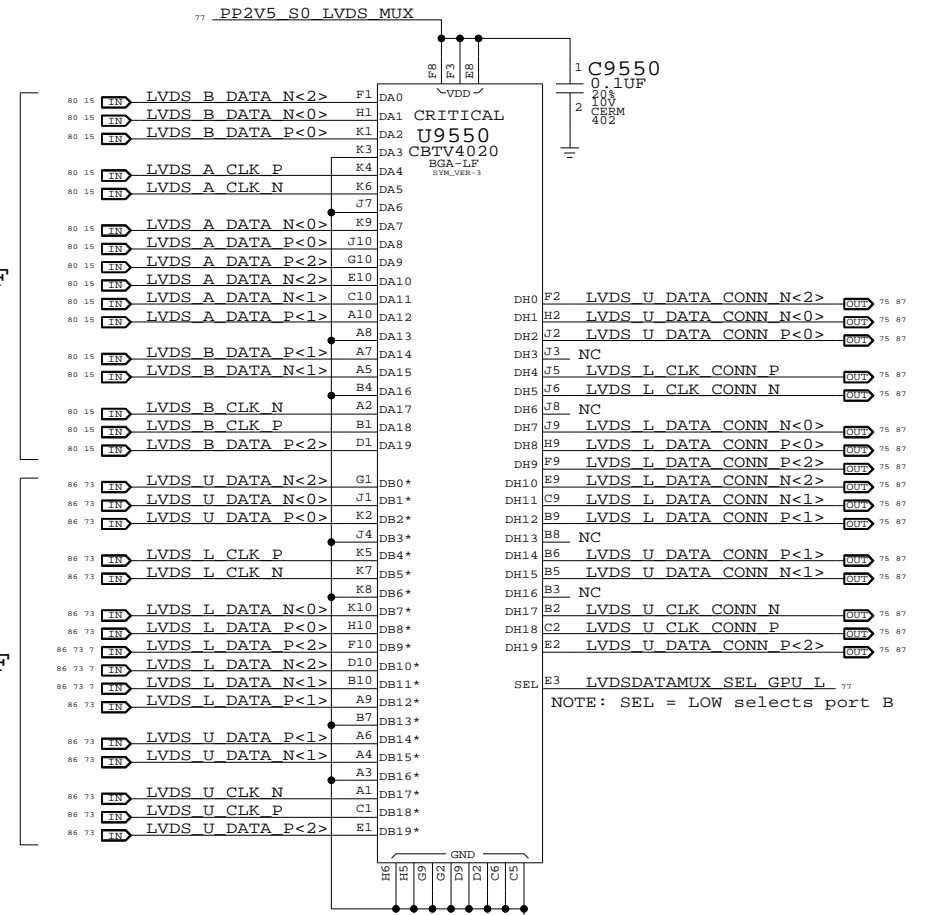 77 PP2V5_S0_LVDS_MUX
F8 F3 E8
VDD
1 C9550
0.1UF
20%
10V
2 CERM
402
CRITICAL
U9550
CBTV4020
BGA-LF
SYM_VER-3
80 15 IN LVDS_B_DATA_N<2> F1 DA0
80 15 IN LVDS_B_DATA_N<0> H1 DA1
80 15 IN LVDS_B_DATA_P<0> K1 DA2
K3 DA3
80 15 IN LVDS_A_CLK_P K4 DA4
80 15 IN LVDS_A_CLK_N K6 DA5
J7 DA6
80 15 IN LVDS_A_DATA_N<0> K9 DA7
80 15 IN LVDS_A_DATA_P<0> J10 DA8
80 15 IN LVDS_A_DATA_P<2> G10 DA9
80 15 IN LVDS_A_DATA_N<2> E10 DA10
80 15 IN LVDS_A_DATA_N<1> C10 DA11
80 15 IN LVDS_A_DATA_P<1> A10 DA12
A8 DA13
80 15 IN LVDS_B_DATA_P<1> A7 DA14
80 15 IN LVDS_B_DATA_N<1> A5 DA15
B4 DA16
80 15 IN LVDS_B_CLK_N A2 DA17
80 15 IN LVDS_B_CLK_P B1 DA18
80 15 IN LVDS_B_DATA_P<2> D1 DA19
86 73 IN LVDS_U_DATA_N<2> G1 DB0*
86 73 IN LVDS_U_DATA_N<0> J1 DB1*
86 73 IN LVDS_U_DATA_P<0> K2 DB2*
J4 DB3*
86 73 IN LVDS_L_CLK_P K5 DB4*
86 73 IN LVDS_L_CLK_N K7 DB5*
K8 DB6*
86 73 IN LVDS_L_DATA_N<0> K10 DB7*
86 73 IN LVDS_L_DATA_P<0> H10 DB8*
86 73 7 IN LVDS_L_DATA_P<2> F10 DB9*
86 73 7 IN LVDS_L_DATA_N<2> D10 DB10*
86 73 7 IN LVDS_L_DATA_N<1> B10 DB11*
86 73 IN LVDS_L_DATA_P<1> A9 DB12*
B7 DB13*
86 73 IN LVDS_U_DATA_P<1> A6 DB14*
86 73 IN LVDS_U_DATA_N<1> A4 DB15*
A3 DB16*
86 73 IN LVDS_U_CLK_N A1 DB17*
86 73 IN LVDS_U_CLK_P C1 DB18*
86 73 IN LVDS_U_DATA_P<2> E1 DB19*
DH0 F2 LVDS_U_DATA_CONN_N<2> OUT 75 87
DH1 H2 LVDS_U_DATA_CONN_N<0> OUT 75 87
DH2 J2 LVDS_U_DATA_CONN_P<0> OUT 75 87
DH3 J3 NC
DH4 J5 LVDS_L_CLK_CONN_P OUT 75 87
DH5 J6 LVDS_L_CLK_CONN_N OUT 75 87
DH6 J8 NC
DH7 J9 LVDS_L_DATA_CONN_N<0> OUT 75 87
DH8 H9 LVDS_L_DATA_CONN_P<0> OUT 75 87
DH9 F9 LVDS_L_DATA_CONN_P<2> OUT 75 87
DH10 E9 LVDS_L_DATA_CONN_N<2> OUT 75 87
DH11 C9 LVDS_L_DATA_CONN_N<1> OUT 75 87
DH12 B9 LVDS_L_DATA_CONN_P<1> OUT 75 87
DH13 B8 NC
DH14 B6 LVDS_U_DATA_CONN_P<1> OUT 75 87
DH15 B5 LVDS_U_DATA_CONN_N<1> OUT 75 87
DH16 B3 NC
DH17 B2 LVDS_U_CLK_CONN_N OUT 75 87
DH18 C2 LVDS_U_CLK_CONN_P OUT 75 87
DH19 E2 LVDS_U_DATA_CONN_P<2> OUT 75 87
SEL E3 LVDSDATAMUX_SEL_GPU_L 77
NOTE: SEL = LOW selects port B
GND
H6 H5 G9 G2 D9 D2 C6 C5